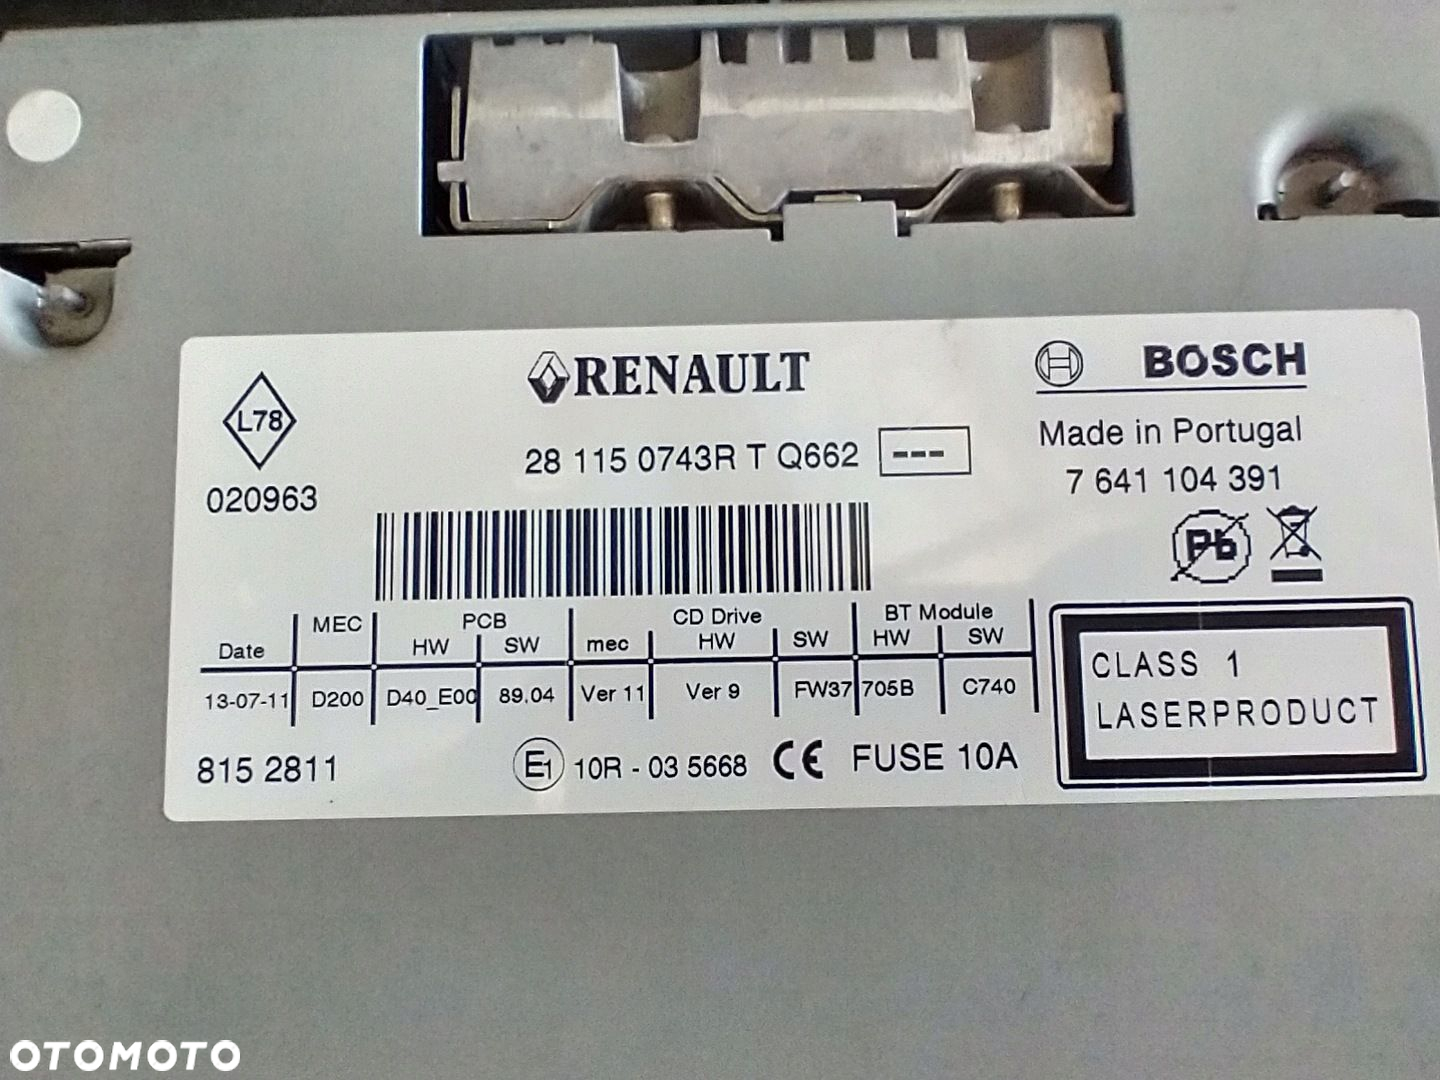 L78
020963
RENAULT
28 115 0743R T Q662 ---
BOSCH
Made in Portugal
7 641 104 391
Pb
MEC PCB CD Drive BT Module
Date HW SW mec HW SW HW SW
13-07-11 D200 D40_E00 89.04 Ver 11 Ver 9 FW37 705B C740
CLASS 1
LASERPRODUCT
815 2811 E1 10R - 03 5668 CE FUSE 10A
OTOMOTO